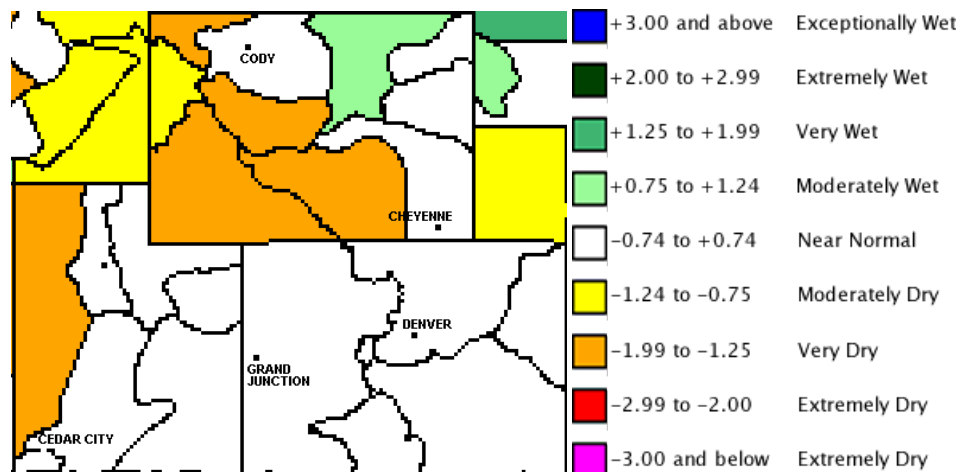 CODY
CHEYENNE
DENVER
GRAND
JUNCTION
CEDAR CITY
+3.00 and above Exceptionally Wet
+2.00 to +2.99 Extremely Wet
+1.25 to +1.99 Very Wet
+0.75 to +1.24 Moderately Wet
-0.74 to +0.74 Near Normal
-1.24 to -0.75 Moderately Dry
-1.99 to -1.25 Very Dry
-2.99 to -2.00 Extremely Dry
-3.00 and below Extremely Dry